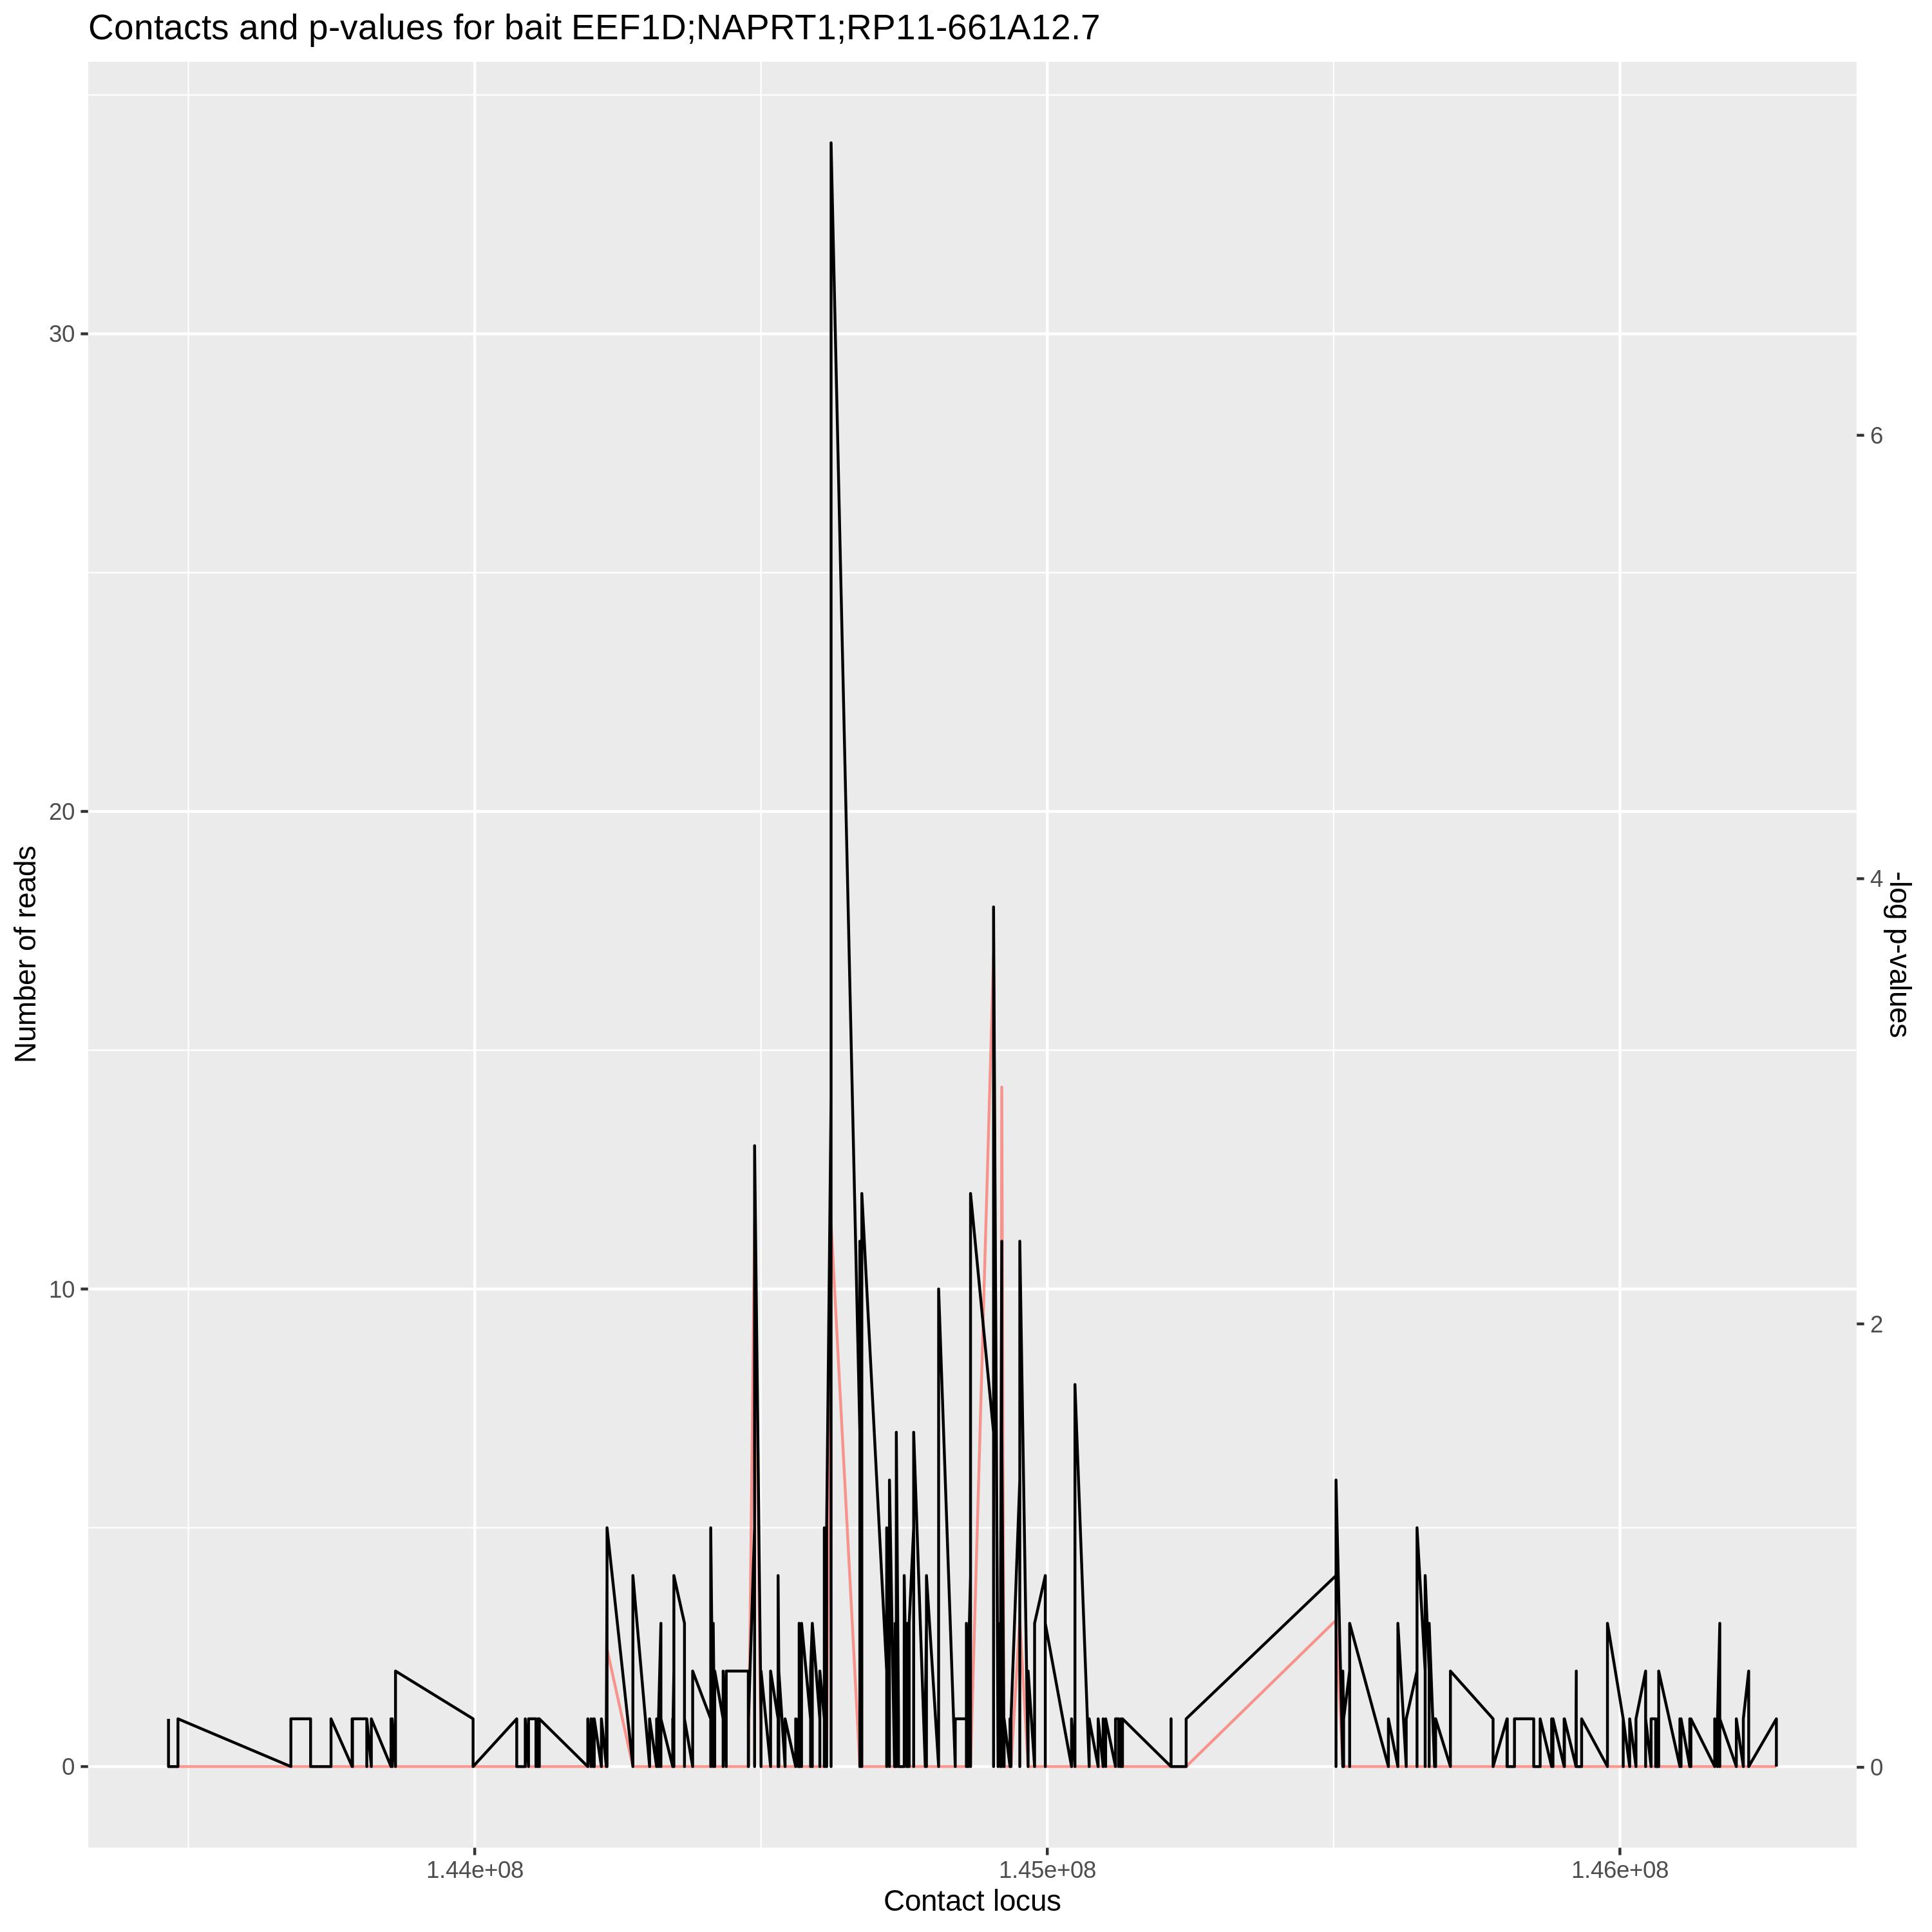 Contacts and p-values for bait EEF1D;NAPRT1;RP11-661A12.7
30
20
10
0
Number of reads
6
4
2
0
-log p-values
1.44e+08
1.45e+08
1.46e+08
Contact locus